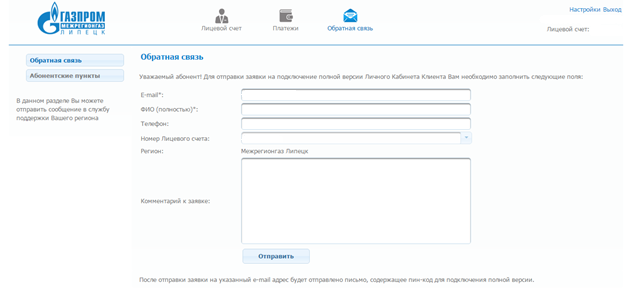 ГАЗПРОМ
МЕЖРЕГИОНГАЗ
ЛИПЕЦК
Лицевой счет
Платежи
Обратная связь
Настройки Выход
Лицевой счет:
Обратная связь
Абонентские пункты
В данном разделе Вы можете
отправить сообщение в службу
поддержки Вашего региона
Обратная связь
Уважаемый абонент! Для отправки заявки на подключение полной версии Личного Кабинета Клиента Вам необходимо заполнить следующие поля:
E-mail*:
ФИО (полностью)*:
Телефон:
Номер Лицевого счета:
Регион: Межрегионгаз Липецк
Комментарий к заявке:
Отправить
После отправки заявки на указанный e-mail адрес будет отправлено письмо, содержащие пин-код для подключения полной версии.